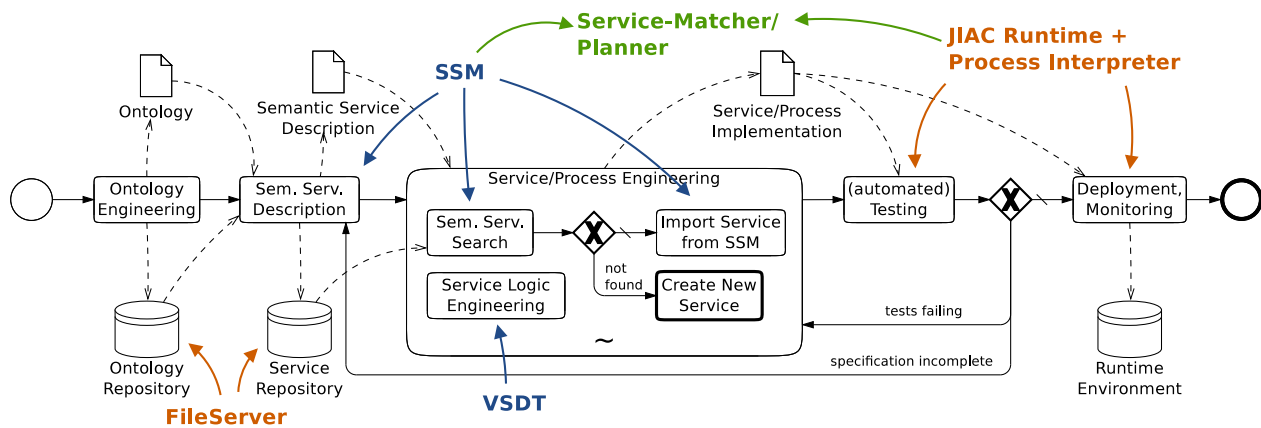 Service-Matcher/
Planner
JIAC Runtime +
Process Interpreter
SSM
Ontology
Semantic Service
Description
Service/Process
Implementation
Ontology
Engineering
Sem. Serv.
Description
Service/Process Engineering
Sem. Serv.
Search
X
Import Service
from SSM
not
found
Service Logic
Engineering
Create New
Service
~
(automated)
Testing
X
Deployment,
Monitoring
tests failing
specification incomplete
Ontology
Repository
Service
Repository
Runtime
Environment
FileServer
VSDT